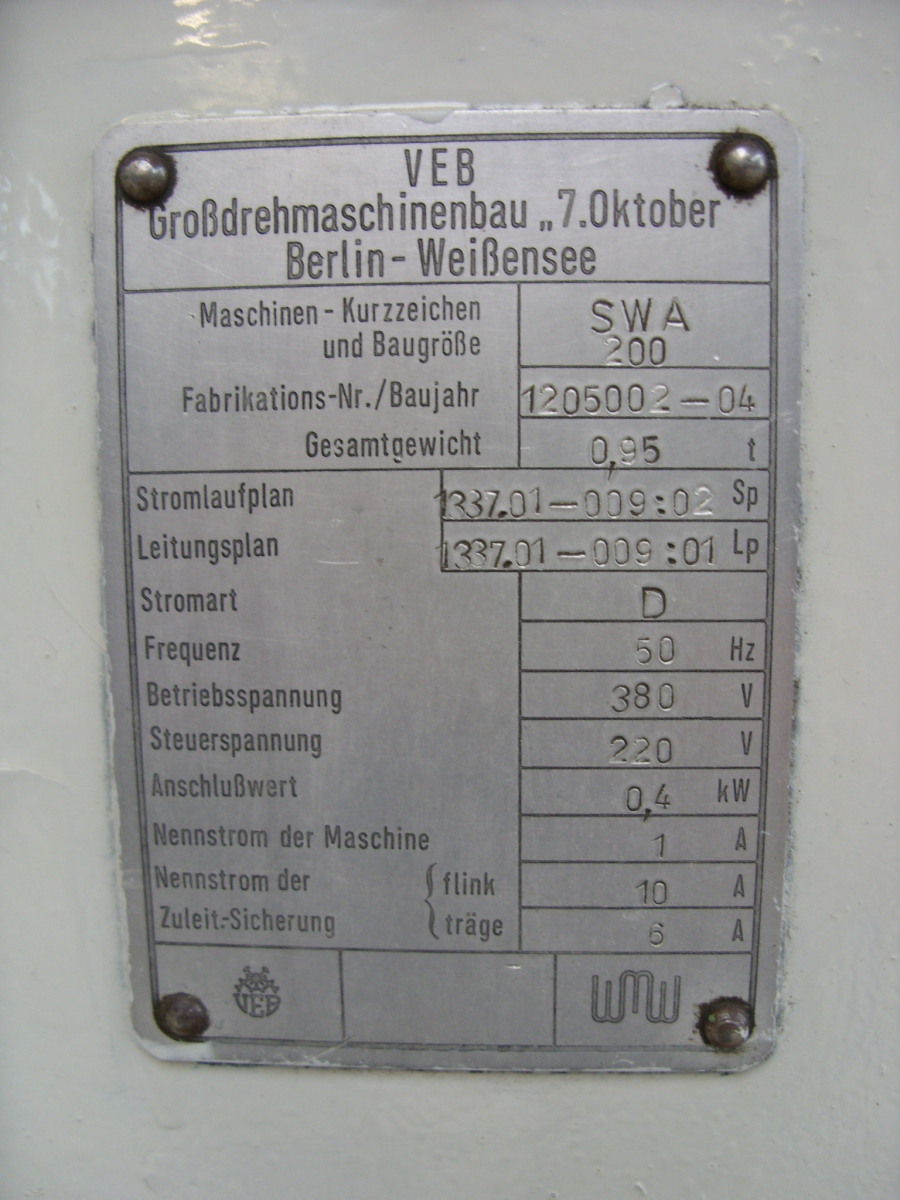 VEB
Großdrehmaschinenbau „7.Oktober
Berlin-Weißensee
Maschinen-Kurzzeichen SWA
und Baugröße 200
Fabrikations-Nr./Baujahr 1205002-04
Gesamtgewicht 0,95 t
Stromlaufplan 1337.01-009:02 Sp
Leitungsplan 1337.01-009:01 Lp
Stromart D
Frequenz 50 Hz
Betriebsspannung 380 V
Steuerspannung 220 V
Anschlußwert 0,4 kW
Nennstrom der Maschine 1 A
Nennstrom der flink 10 A
Zuleit.-Sicherung träge 6 A
VEB WMW